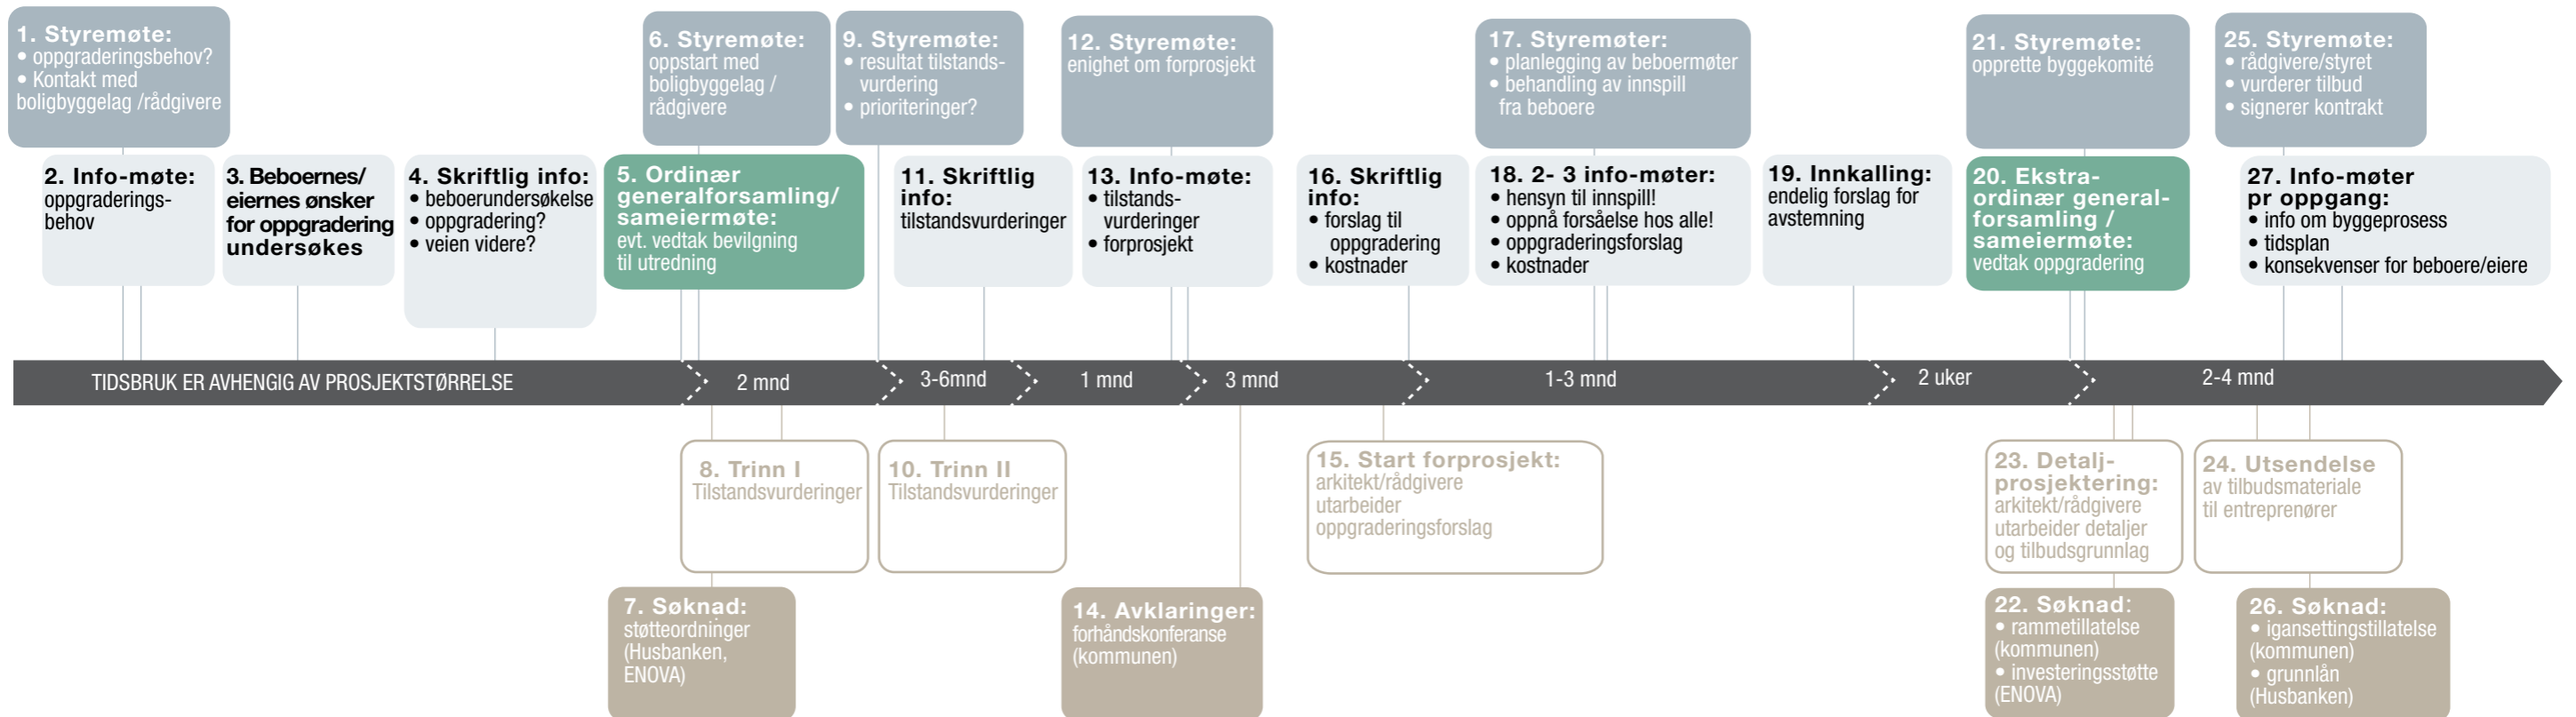 1. Styremøte:
• oppgraderingsbehov?
• Kontakt med
boligbyggelag /rådgivere
2. Info-møte:
oppgraderings-
behov
3. Beboernes/
eiernes ønsker
for oppgradering
undersøkes
4. Skriftlig info:
• beboerundersøkelse
• oppgradering?
• veien videre?
5. Ordinær
generalforsamling/
sameiermøte:
evt. vedtak bevilgning
til utredning
6. Styremøte:
oppstart med
boligbyggelag /
rådgivere
9. Styremøte:
• resultat tilstands-
vurdering
• prioriteringer?
11. Skriftlig
info:
tilstandsvurderinger
12. Styremøte:
enighet om forprosjekt
13. Info-møte:
• tilstands-
vurderinger
• forprosjekt
16. Skriftlig
info:
• forslag til
oppgradering
• kostnader
17. Styremøter:
• planlegging av beboermøter
• behandling av innspill
fra beboere
18. 2- 3 info-møter:
• hensyn til innspill!
• oppnå forsåelse hos alle!
• oppgraderingsforslag
• kostnader
19. Innkalling:
endelig forslag for
avstemning
21. Styremøte:
opprette byggekomité
20. Ekstra-
ordinær general-
forsamling /
sameiermøte:
vedtak oppgradering
25. Styremøte:
• rådgivere/styret
• vurderer tilbud
• signerer kontrakt
27. Info-møter
pr oppgang:
• info om byggeprosess
• tidsplan
• konsekvenser for beboere/eiere
TIDSBRUK ER AVHENGIG AV PROSJEKTSTØRRELSE
2 mnd
3-6mnd
1 mnd
3 mnd
1-3 mnd
2 uker
2-4 mnd
8. Trinn I
Tilstandsvurderinger
10. Trinn II
Tilstandsvurderinger
15. Start forprosjekt:
arkitekt/rådgivere
utarbeider
oppgraderingsforslag
23. Detalj-
prosjektering:
arkitekt/rådgivere
utarbeider detaljer
og tilbudsgrunnlag
24. Utsendelse
av tilbudsmateriale
til entreprenører
7. Søknad:
støtteordninger
(Husbanken,
ENOVA)
14. Avklaringer:
forhåndskonferanse
(kommunen)
22. Søknad:
• rammetillatelse
(kommunen)
• investeringsstøtte
(ENOVA)
26. Søknad:
• igansettingstillatelse
(kommunen)
• grunnlån
(Husbanken)